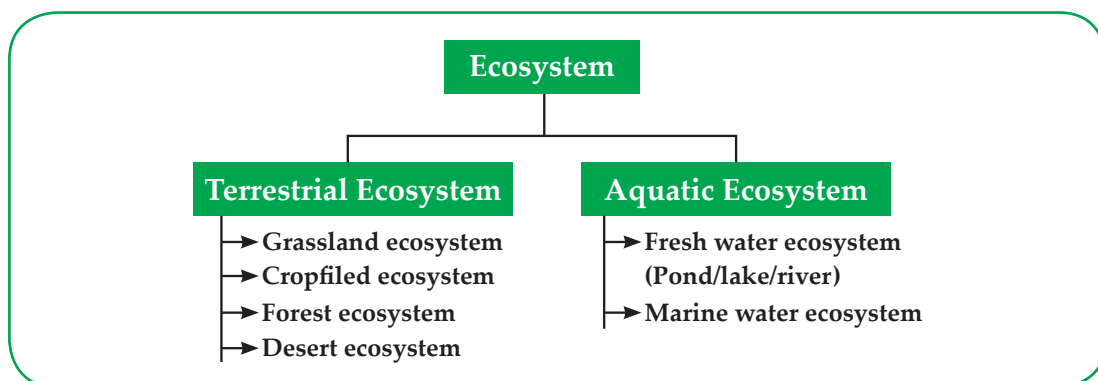 Ecosystem
Terrestrial Ecosystem
Grassland ecosystem
Cropfiled ecosystem
Forest ecosystem
Desert ecosystem
Aquatic Ecosystem
Fresh water ecosystem
(Pond/lake/river)
Marine water ecosystem